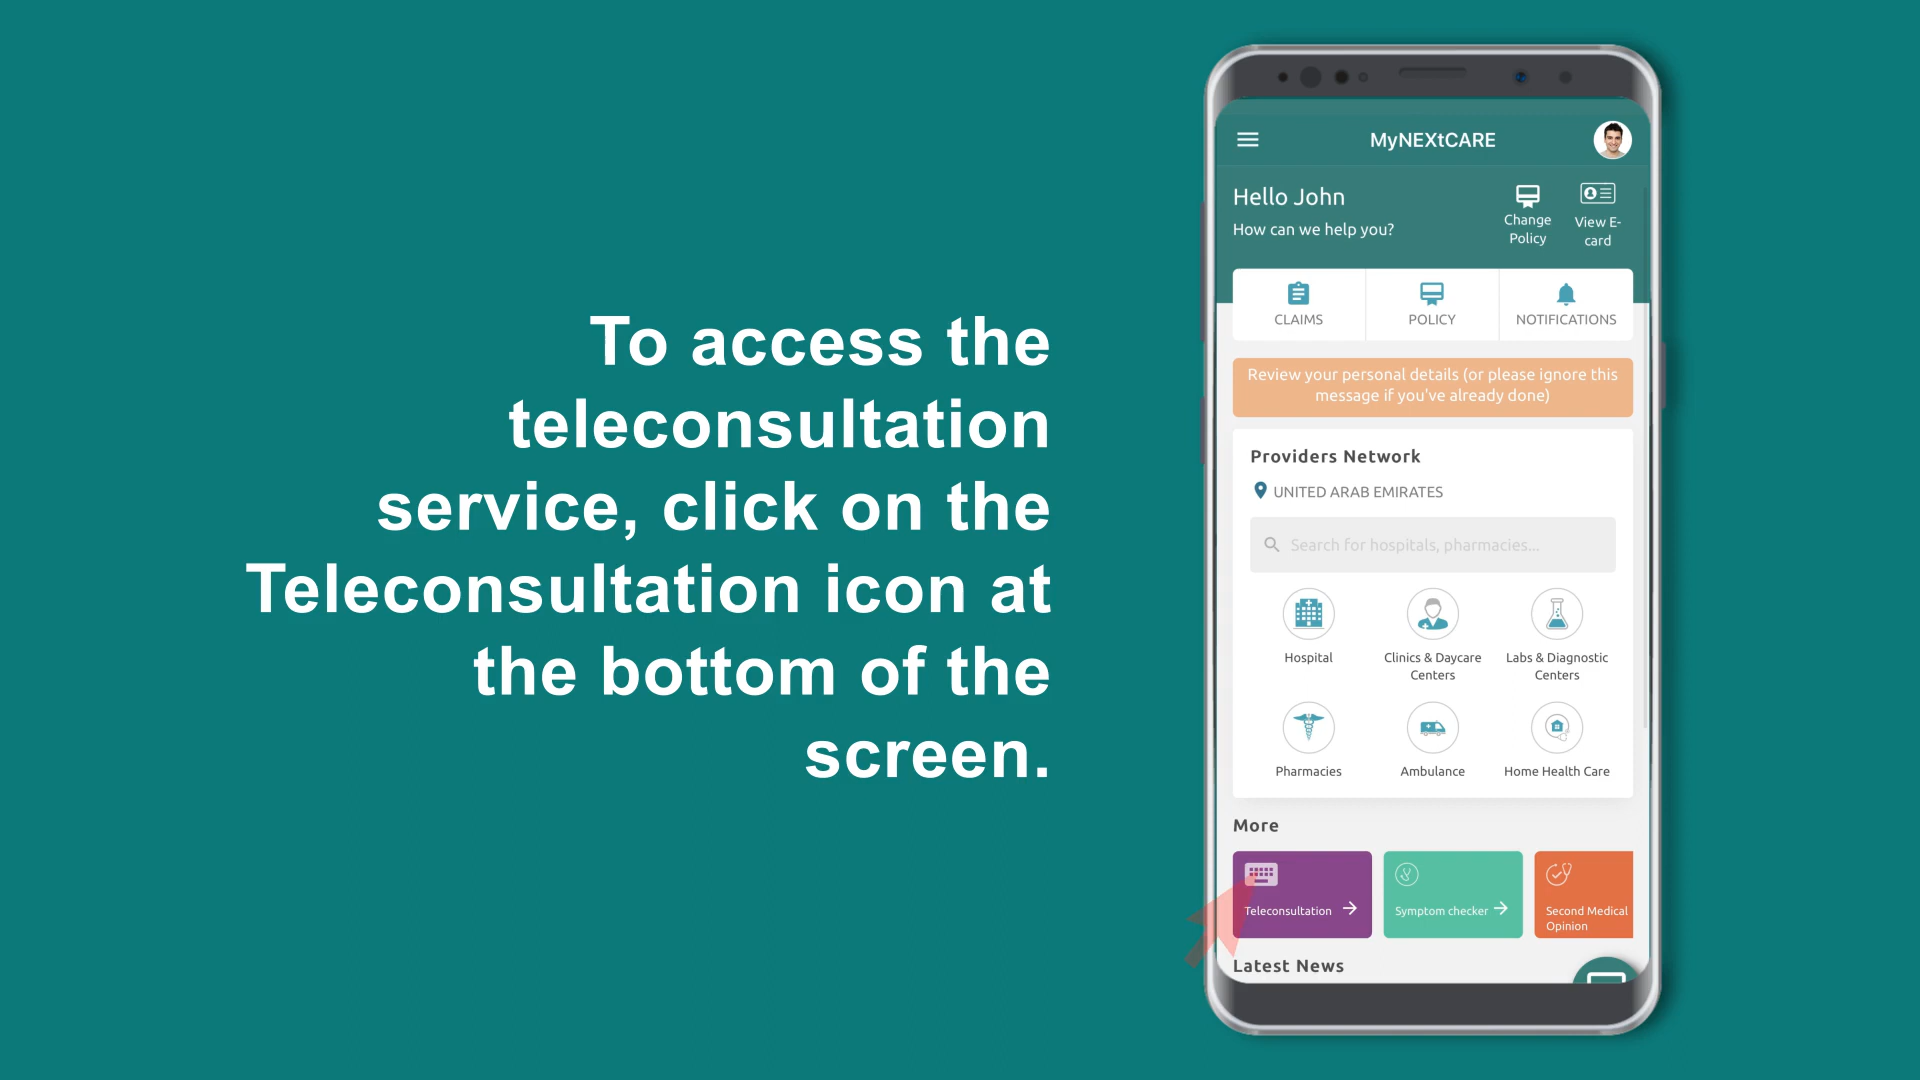 To access the
teleconsultation
service, click on the
Teleconsultation icon at
the bottom of the
screen.
MyNEXtCARE
Hello John
How can we help you?
Change
Policy
View E-
card
CLAIMS
POLICY
NOTIFICATIONS
Review your personal details (or please ignore this
message if you've already done)
Providers Network
UNITED ARAB EMIRATES
Search for hospitals, pharmacies...
Hospital
Clinics & Daycare
Centers
Labs & Diagnostic
Centers
Pharmacies
Ambulance
Home Health Care
More
Teleconsultation
Symptom checker
Second Medical
Opinion
Latest News